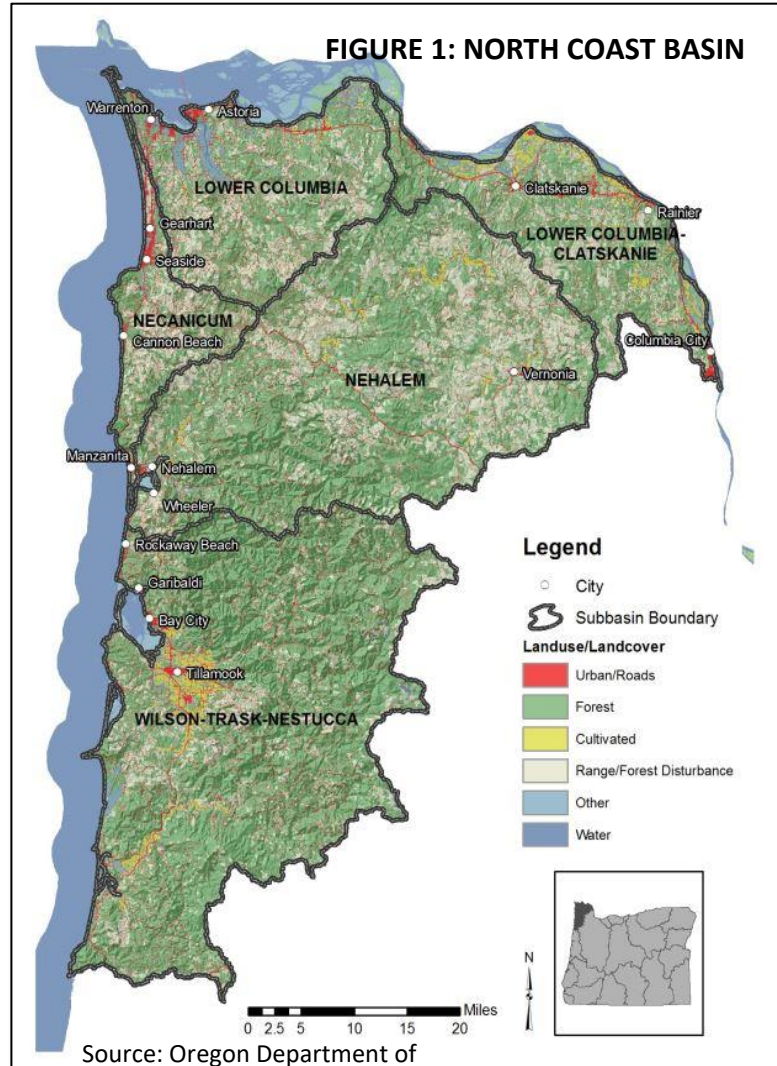 FIGURE 1: NORTH COAST BASIN
Warrenton
Astoria
LOWER COLUMBIA
Clatskanie
Rainier
Gearhart
LOWER COLUMBIA-
CLATSKANIE
Seaside
NECANICUM
Cannon Beach
Columbia City
NEHALEM
Vernonia
Manzanita
Nehalem
Wheeler
Rockaway Beach
Garibaldi
Bay City
Tillamook
WILSON-TRASK-NESTUCCA
Legend
City
Subbasin Boundary
Landuse/Landcover
Urban/Roads
Forest
Cultivated
Range/Forest Disturbance
Other
Water
N
Miles
0 2.5 5 10 15 20
Source: Oregon Department of